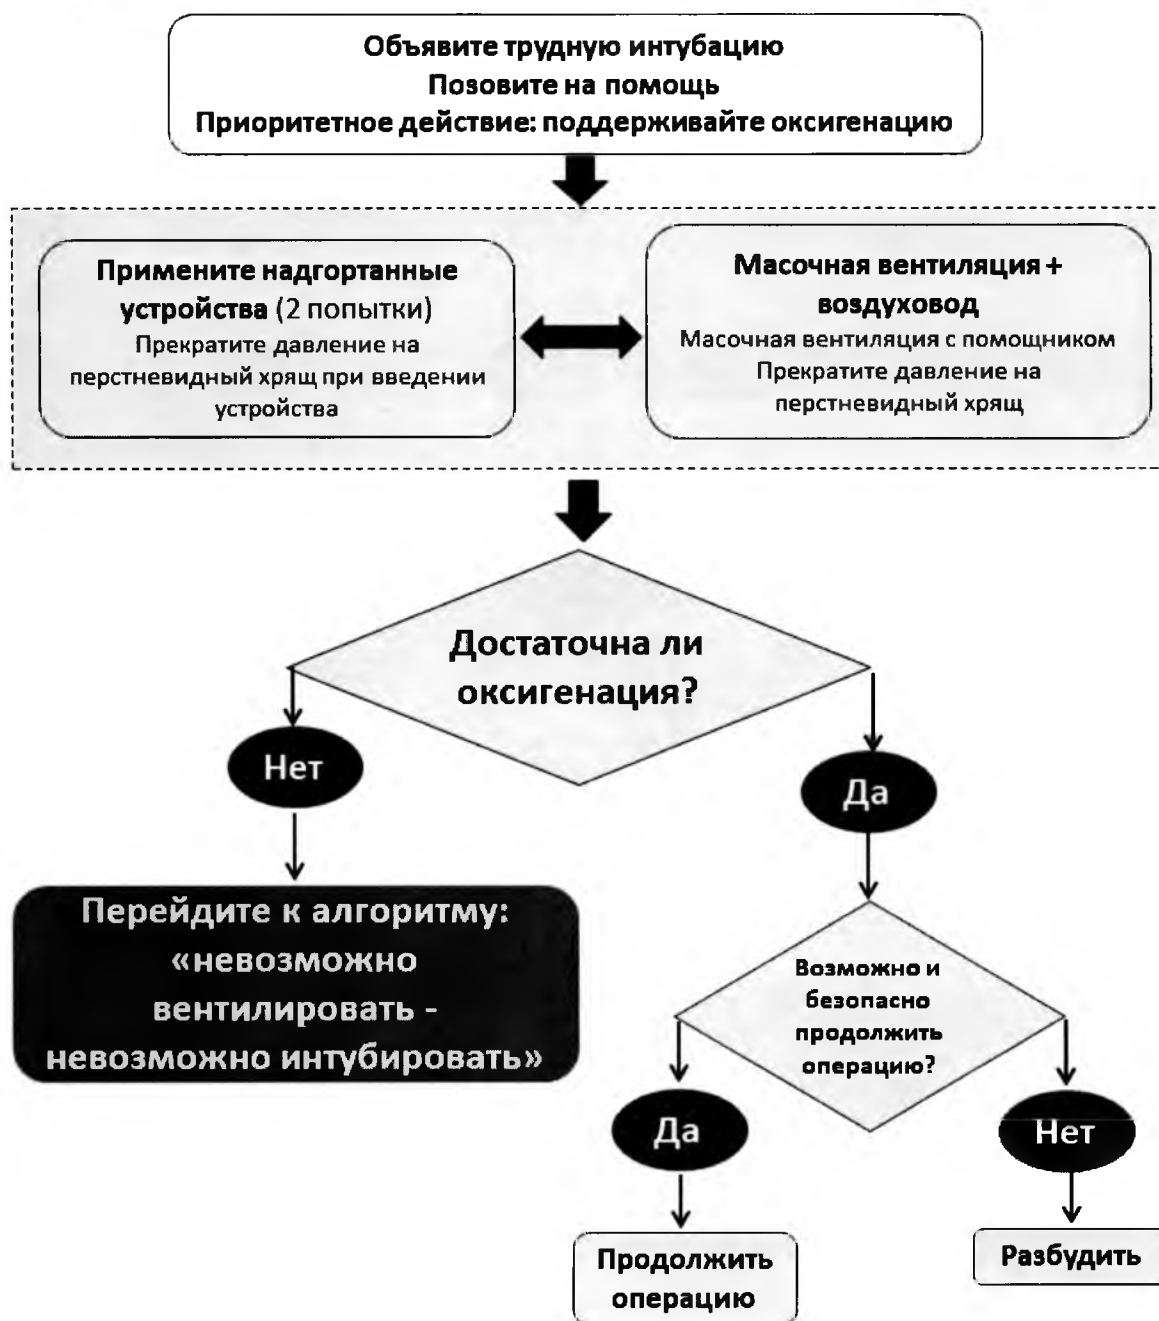 Объявите трудную интубацию
Позовите на помощь
Приоритетное действие: поддерживайте оксигенацию
Примените надгортанные
устройства (2 попытки)
Прекратите давление на
перстневидный хрящ при введении
устройства
Масочная вентиляция +
воздуховод
Масочная вентиляция с помощником
Прекратите давление на
перстневидный хрящ
Достаточна ли
оксигенация?
Нет
Да
Перейдите к алгоритму:
«невозможно
вентилировать -
невозможно интубировать»
Возможно и
безопасно
продолжить
операцию?
Да
Нет
Продолжить
операцию
Разбудить